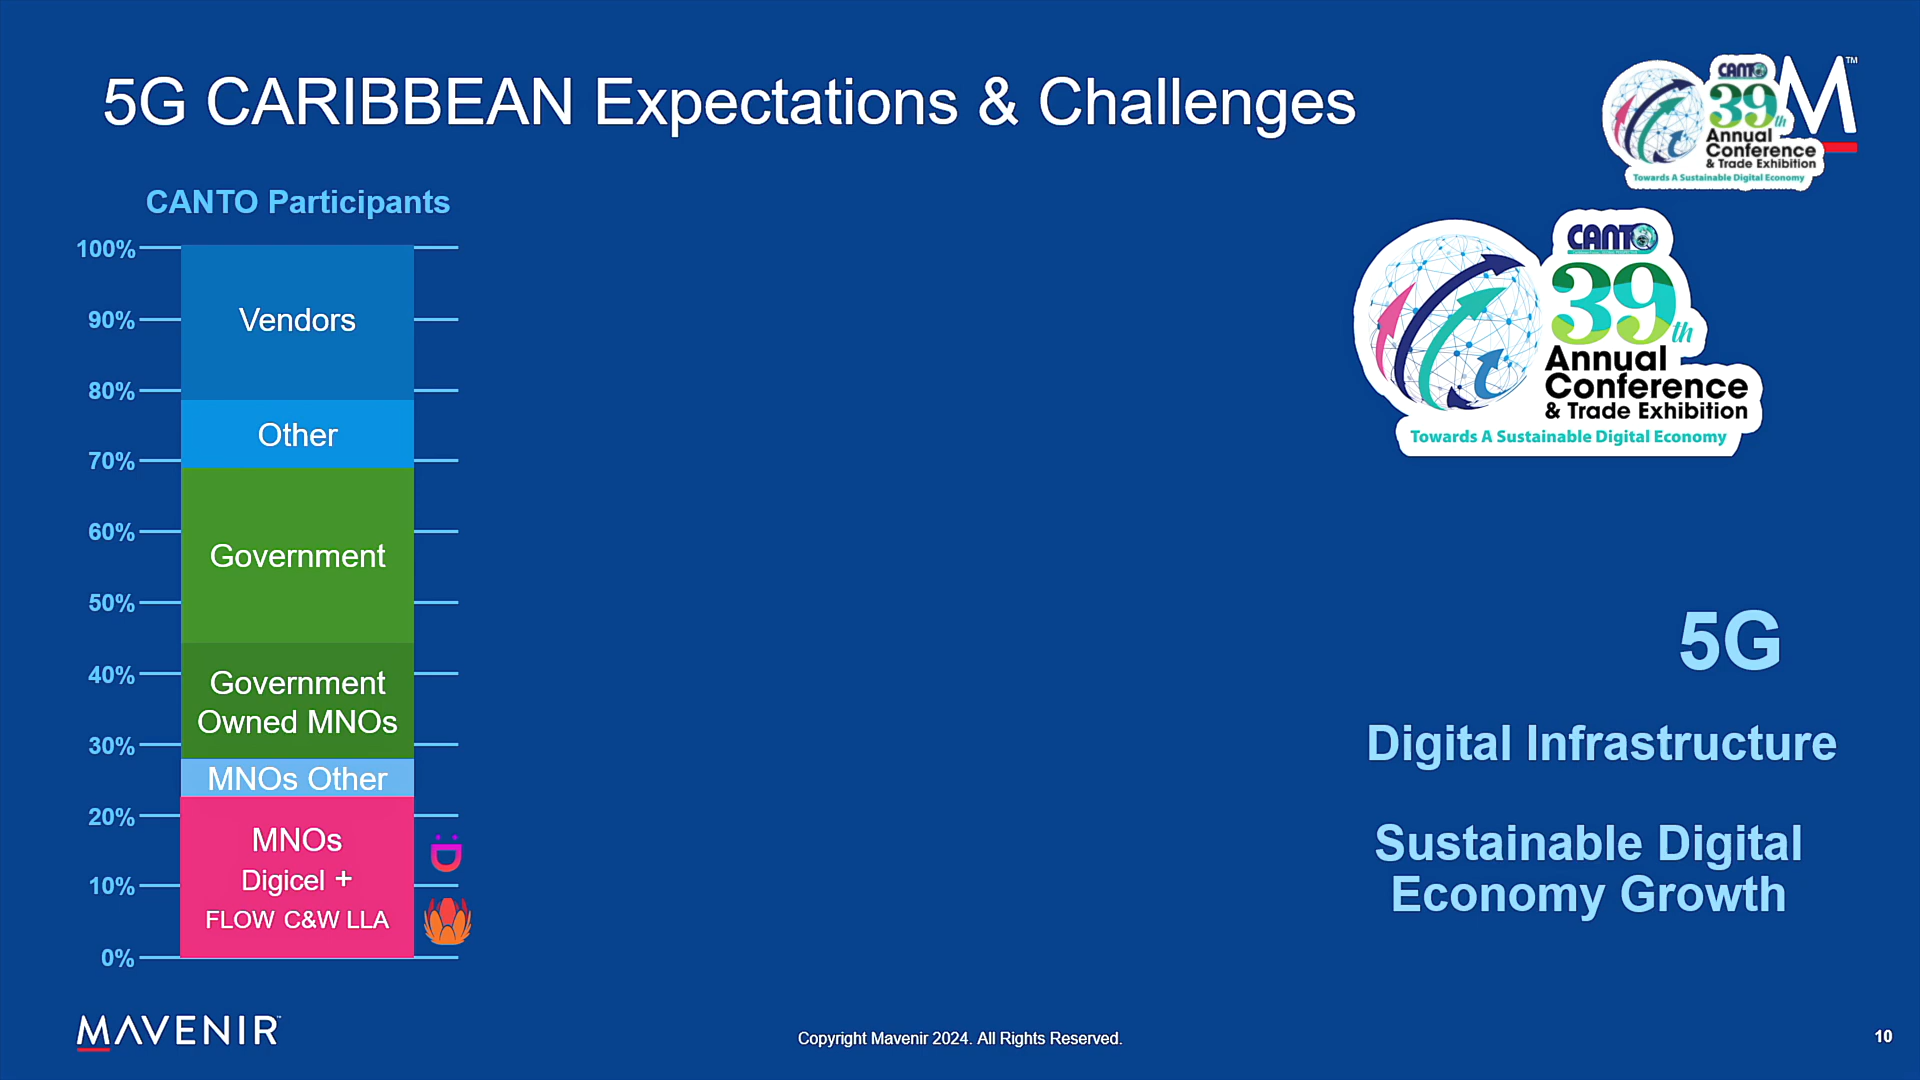 5G CARIBBEAN Expectations & Challenges
CANTO
39th
Annual
Conference
& Trade Exhibition
Towards A Sustainable Digital Economy
M™
CANTO Participants
100%
90%
80%
70%
60%
50%
40%
30%
20%
10%
0%
Vendors
Other
Government
Government
Owned MNOs
MNOs Other
MNOs
Digicel +
FLOW C&W LLA
CANTO
39th
Annual
Conference
& Trade Exhibition
Towards A Sustainable Digital Economy
5G
Digital Infrastructure
Sustainable Digital
Economy Growth
MAVENIR™
Copyright Mavenir 2024. All Rights Reserved.
10